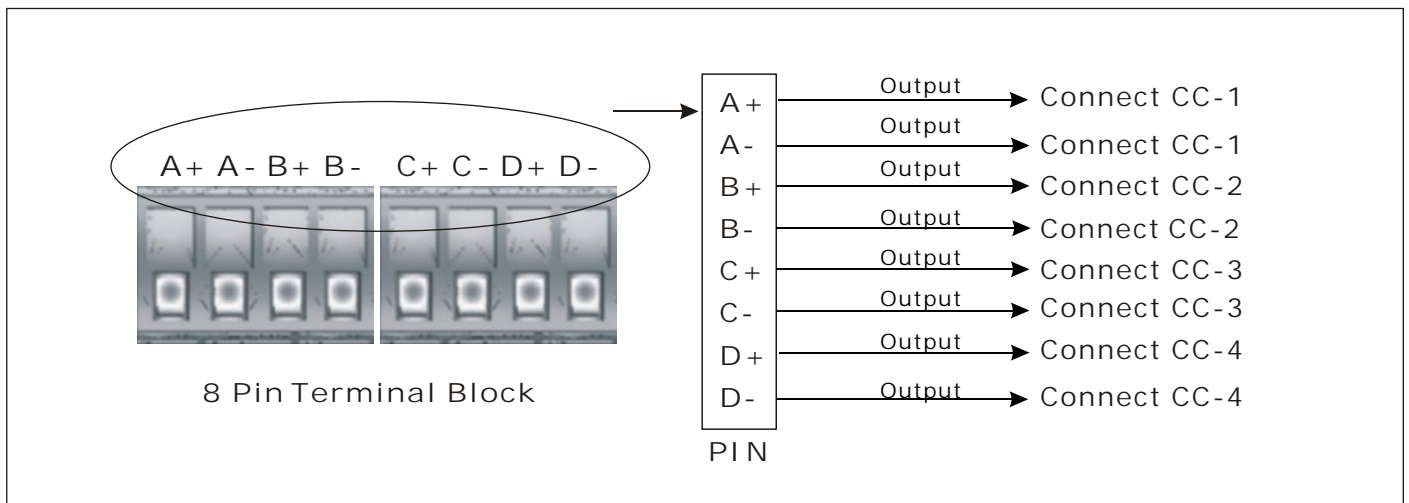 A+ A- B+ B- C+ C- D+ D-
8 Pin Terminal Block
A+ Output Connect CC-1
A- Output Connect CC-1
B+ Output Connect CC-2
B- Output Connect CC-2
C+ Output Connect CC-3
C- Output Connect CC-3
D+ Output Connect CC-4
D- Output Connect CC-4
PIN